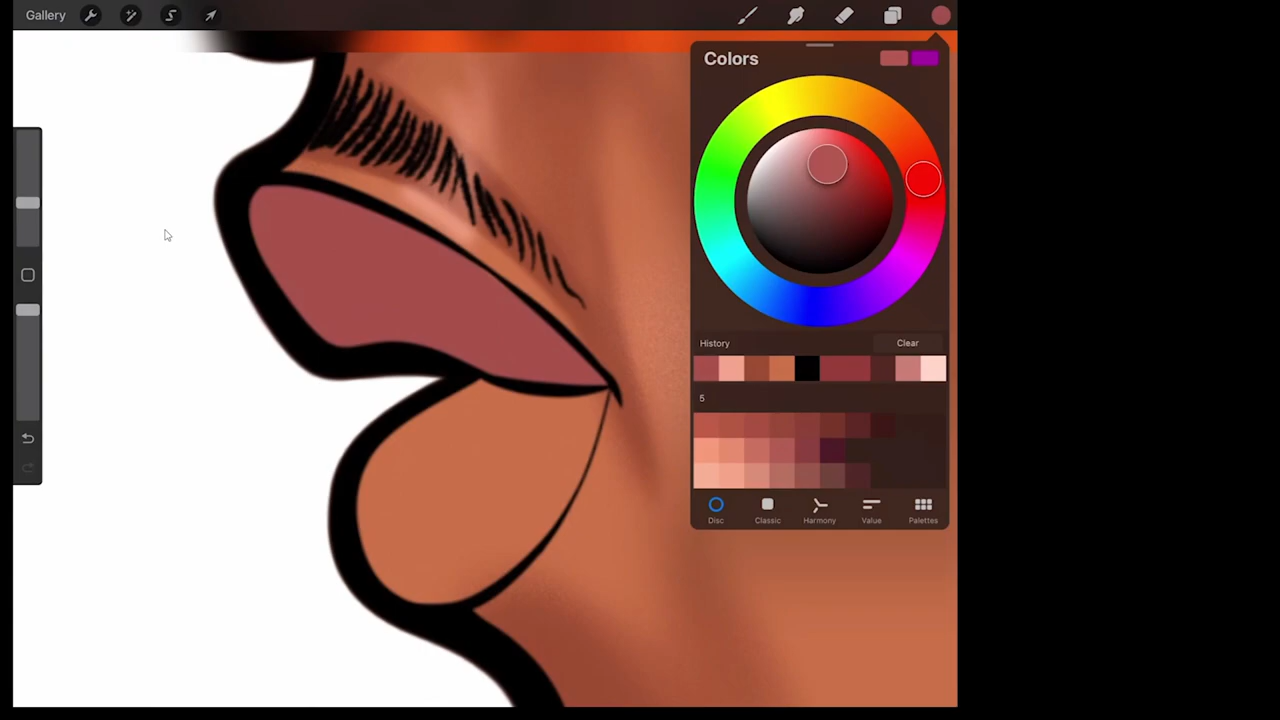 Gallery
Colors
History
Clear
5
Disc
Classic
Harmony
Value
Palettes